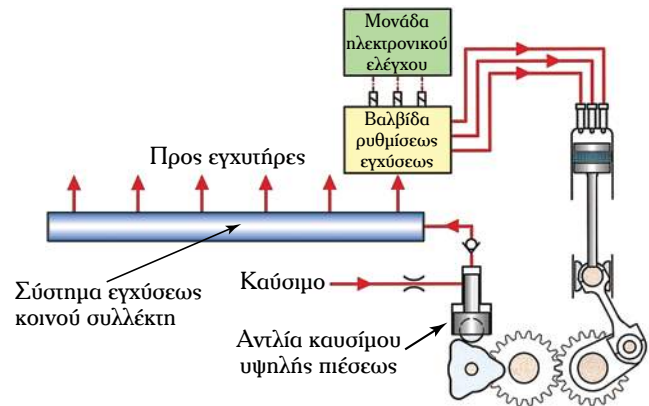 Μονάδα
ηλεκτρονικού
ελέγχου
Βαλβίδα
ρυθμίσεως
εγχύσεως
Προς εγχυτήρες
Καύσιμο
Σύστημα εγχύσεως
κοινού συλλέκτη
Αντλία καυσίμου
υψηλής πιέσεως